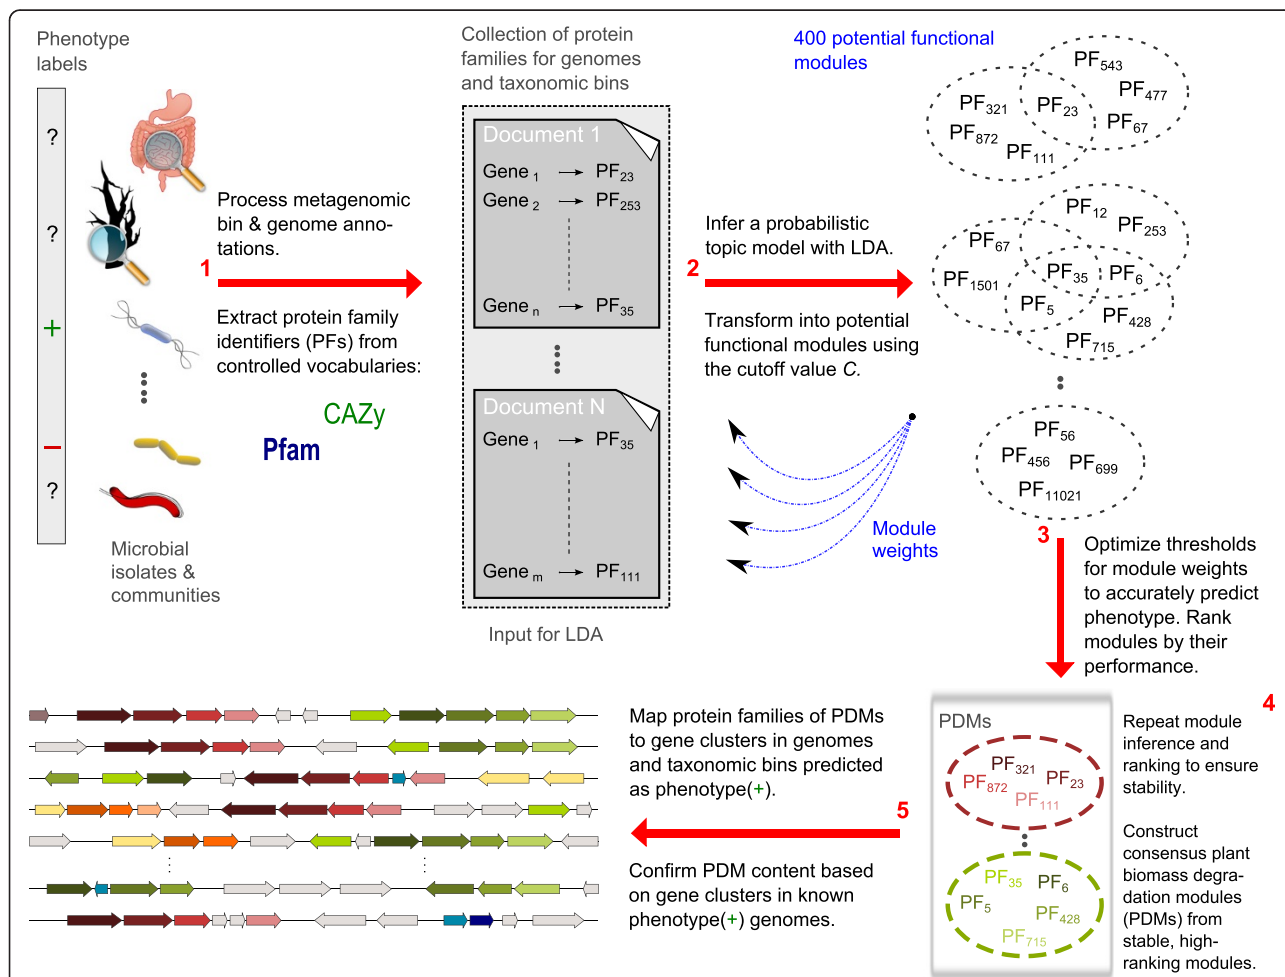 Phenotype
labels
?
?
+
−
?
Microbial
isolates &
communities
1
Process metagenomic
bin & genome anno-
tations.
Extract protein family
identifiers (PFs) from
controlled vocabularies:
CAZy
Pfam
Collection of protein
families for genomes
and taxonomic bins
Document 1
Gene 1 → PF23
Gene 2 → PF253
Gene n → PF35
Document N
Gene 1 → PF35
Gene m → PF111
Input for LDA
2
Infer a probabilistic
topic model with LDA.
Transform into potential
functional modules using
the cutoff value C.
Module
weights
400 potential functional
modules
PF543
PF477
PF321
PF23
PF67
PF872
PF111
PF12
PF253
PF67
PF35
PF6
PF1501
PF5
PF428
PF715
PF56
PF456
PF699
PF11021
3
Optimize thresholds
for module weights
to accurately predict
phenotype. Rank
modules by their
performance.
4
Repeat module
inference and
ranking to ensure
stability.
Construct
consensus plant
biomass degra-
dation modules
(PDMs) from
stable, high-
ranking modules.
PDMs
PF321
PF872
PF23
PF111
PF35
PF6
PF5
PF428
PF715
5
Map protein families of PDMs
to gene clusters in genomes
and taxonomic bins predicted
as phenotype(+).
Confirm PDM content based
on gene clusters in known
phenotype(+) genomes.